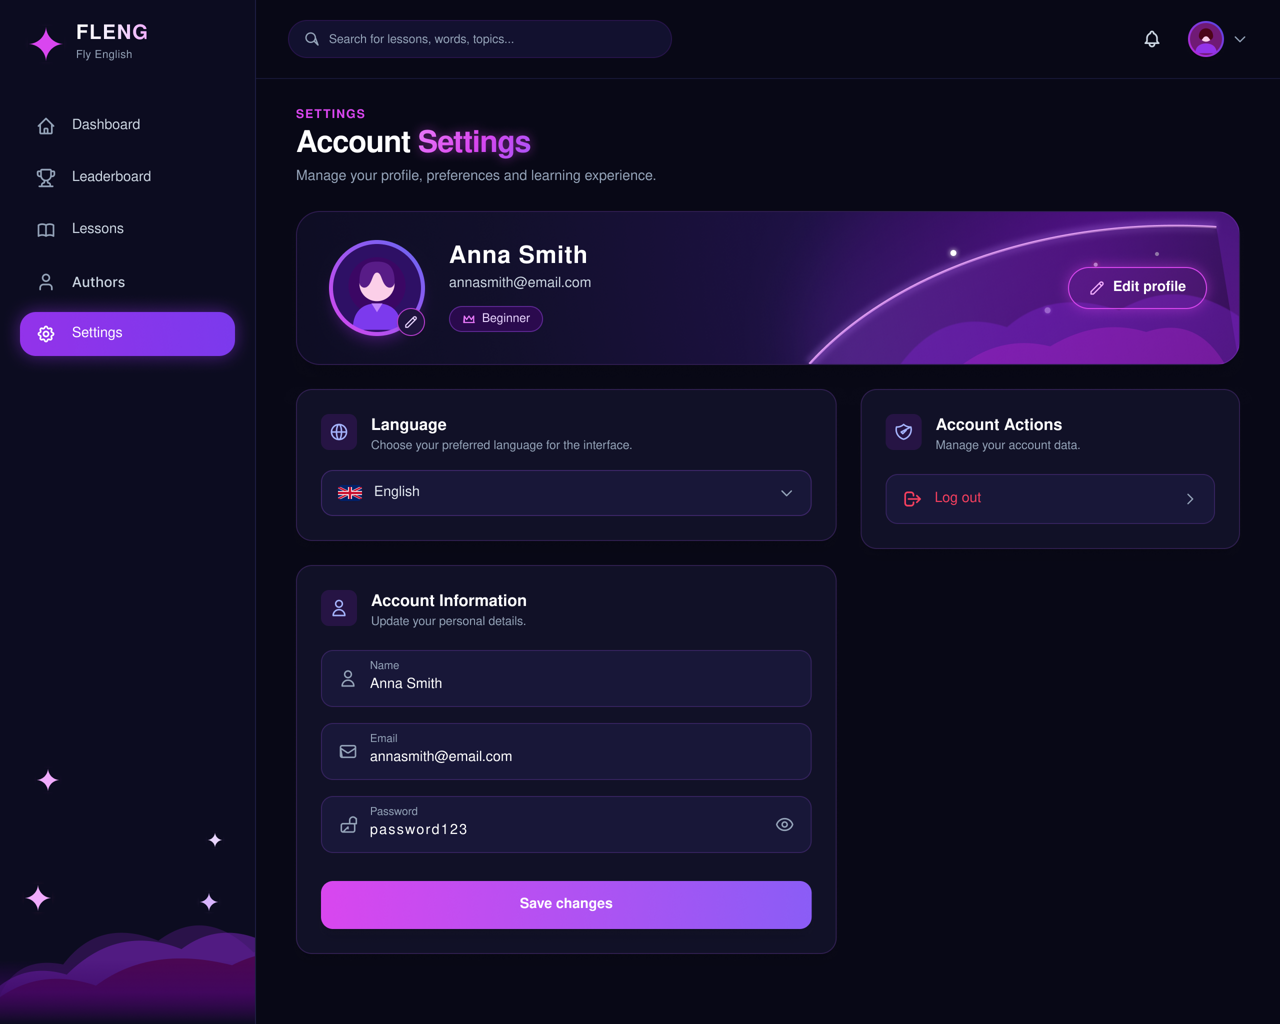 FLENG
Fly English
Search for lessons, words, topics...
Dashboard
Leaderboard
Lessons
Authors
Settings
SETTINGS
Account Settings
Manage your profile, preferences and learning experience.
Anna Smith
annasmith@email.com
Beginner
Edit profile
Language
Choose your preferred language for the interface.
English
Account Actions
Manage your account data.
Log out
Account Information
Update your personal details.
Name
Anna Smith
Email
annasmith@email.com
Password
password123
Save changes